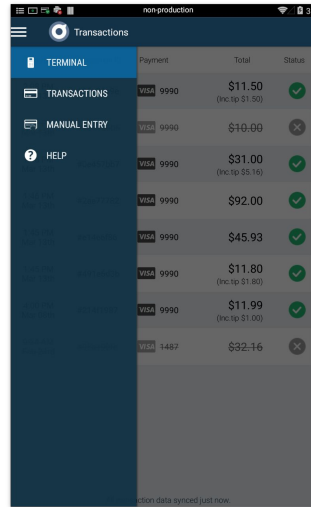 non-production
3
Transactions
TERMINAL
Payment
Total
Status
TRANSACTIONS
VISA 9990
$11.50
(Inc. tip $1.50)
MANUAL ENTRY
VISA 9990
$10.00
HELP
VISA 9990
$31.00
(Inc. tip $5.16)
VISA 9990
$92.00
VISA 9990
$45.93
VISA 9990
$11.80
(Inc. tip $1.80)
VISA 9990
$11.99
(Inc. tip $1.00)
VISA 1487
$32.16
action data synced just now.